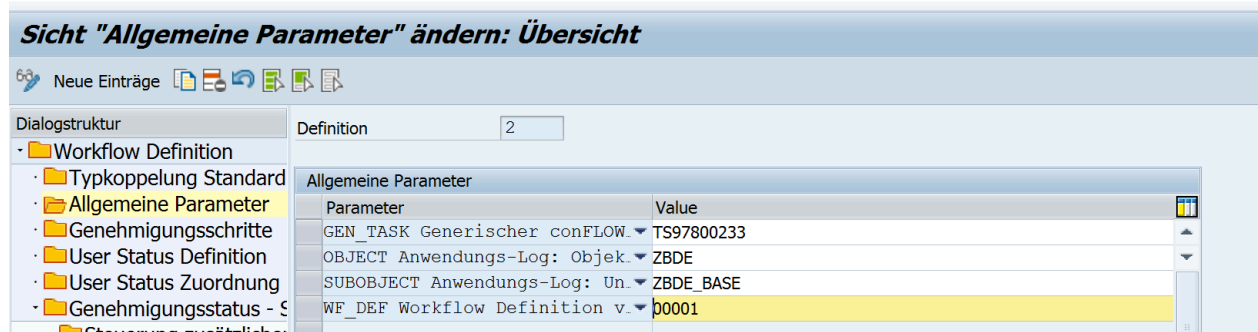 Sicht "Allgemeine Parameter" ändern: Übersicht
Neue Einträge
Dialogstruktur
Workflow Definition
Typkoppelung Standard
Allgemeine Parameter
Genehmigungsschritte
User Status Definition
User Status Zuordnung
Genehmigungsstatus - S
Definition 2
Allgemeine Parameter
Parameter Value
GEN_TASK Generischer conFLOW… TS97800233
OBJECT Anwendungs-Log: Objek… ZBDE
SUBOBJECT Anwendungs-Log: Un… ZBDE_BASE
WF_DEF Workflow Definition v… 00001